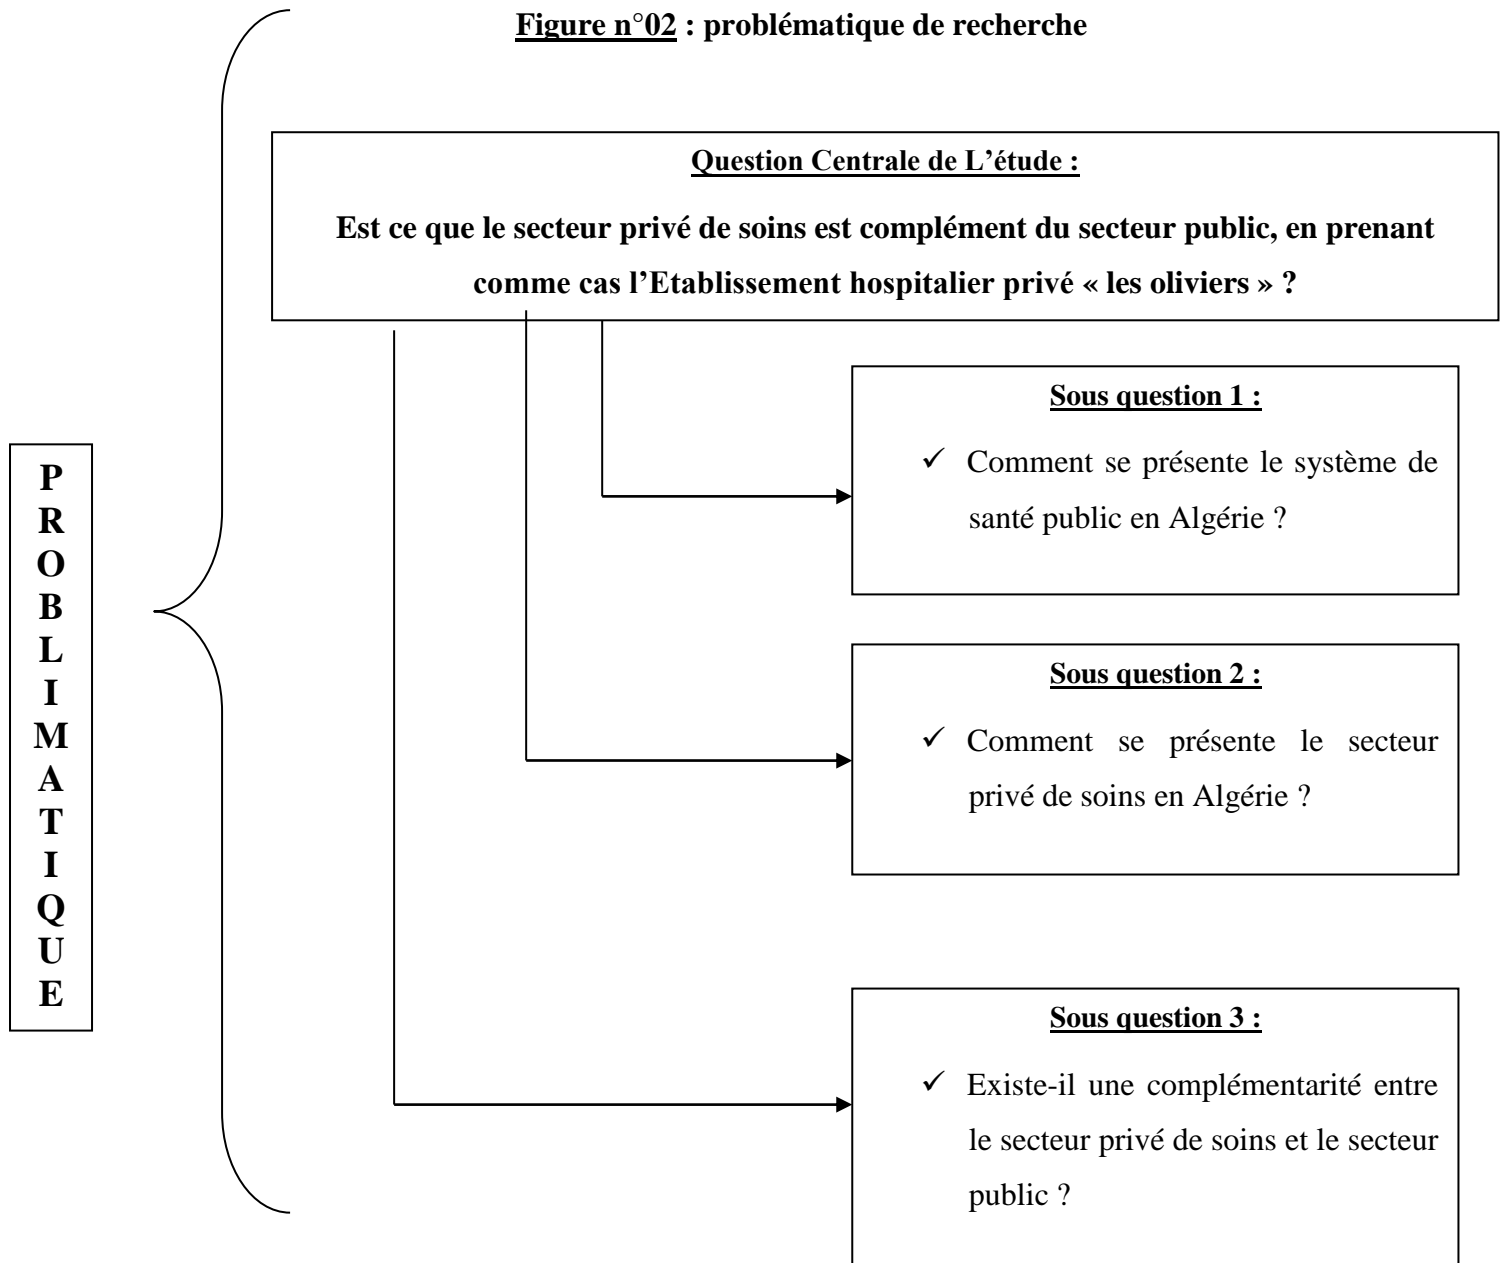 Figure n°02 : problématique de recherche
Question Centrale de L'étude :
Est ce que le secteur privé de soins est complément du secteur public, en prenant
comme cas l'Etablissement hospitalier privé « les oliviers » ?
Sous question 1 :
✓ Comment se présente le système de
santé public en Algérie ?
P
R
O
B
L
I
M
A
T
I
Q
U
E
Sous question 2 :
✓ Comment se présente le secteur
privé de soins en Algérie ?
Sous question 3 :
✓ Existe-il une complémentarité entre
le secteur privé de soins et le secteur
public ?